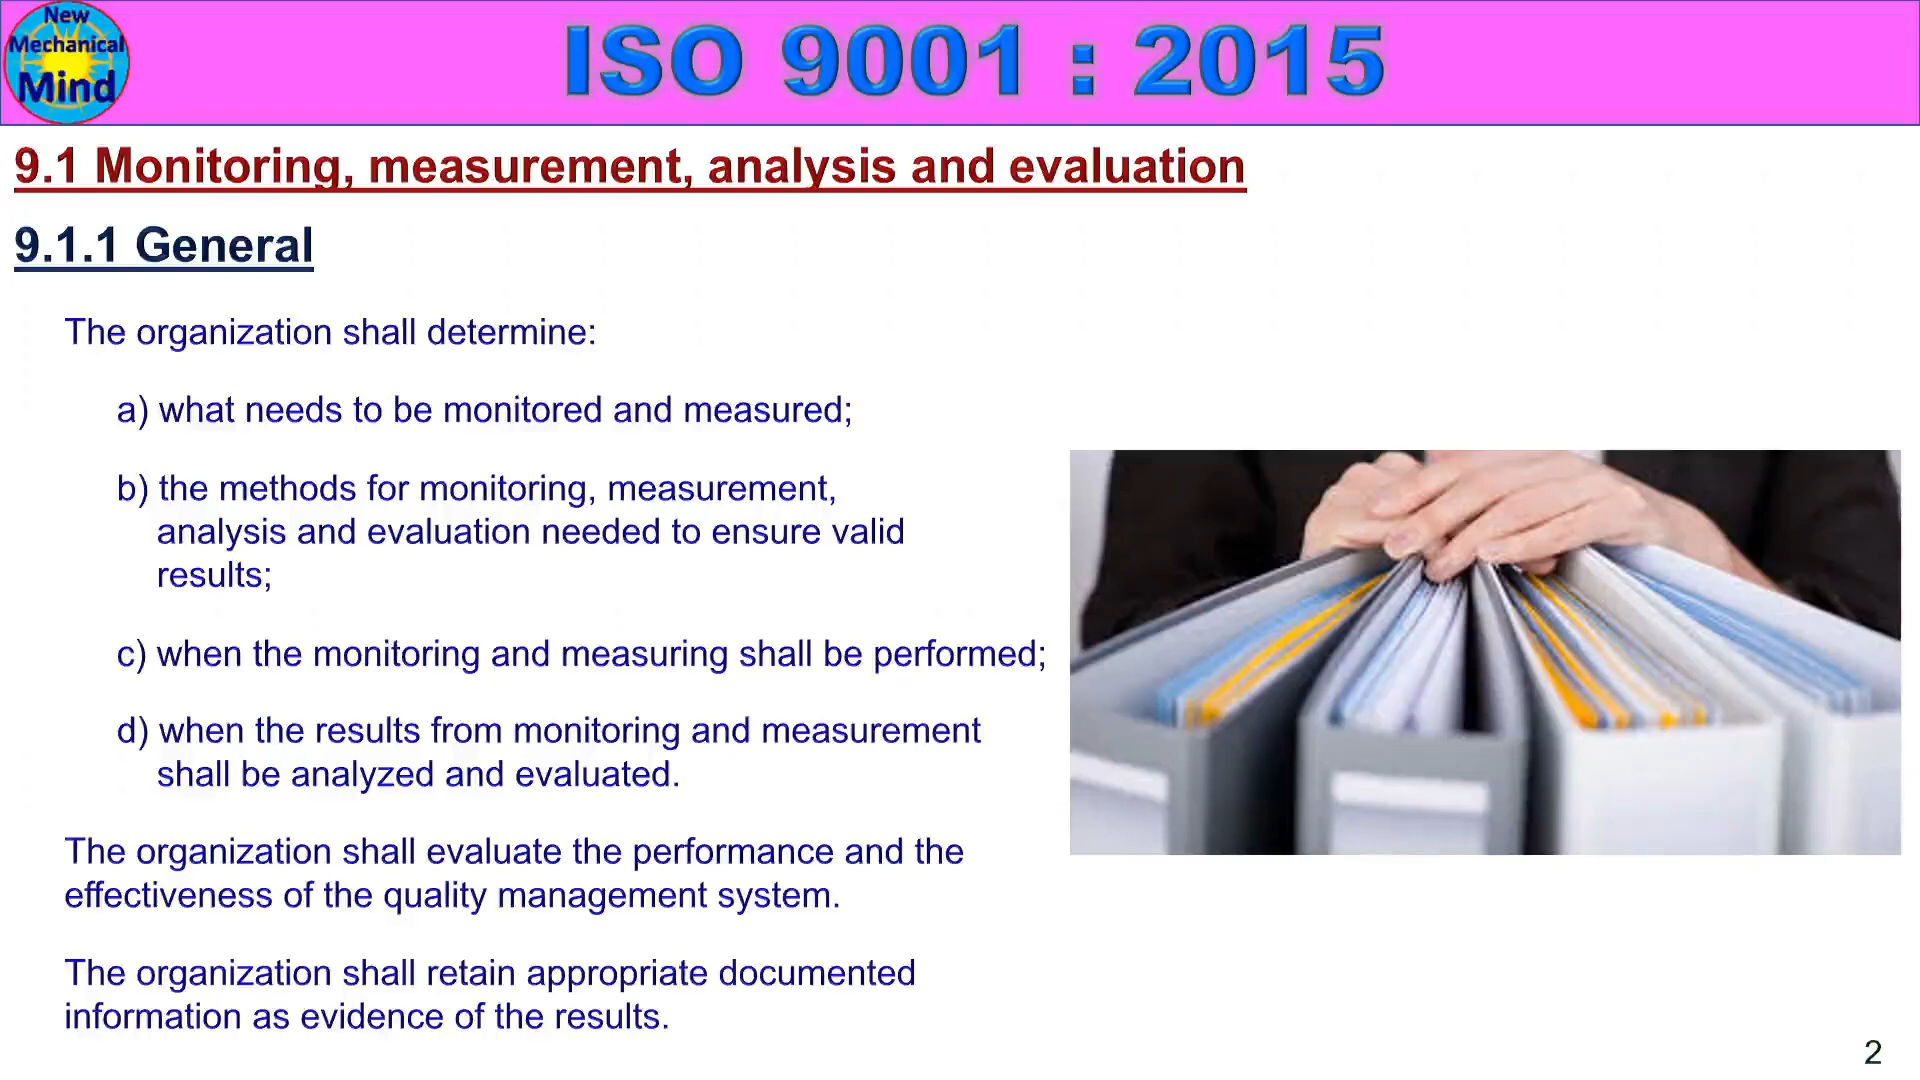 New
Mechanical
Mind
ISO 9001 : 2015
9.1 Monitoring, measurement, analysis and evaluation
9.1.1 General
The organization shall determine:
a) what needs to be monitored and measured;
b) the methods for monitoring, measurement,
analysis and evaluation needed to ensure valid
results;
c) when the monitoring and measuring shall be performed;
d) when the results from monitoring and measurement
shall be analyzed and evaluated.
The organization shall evaluate the performance and the
effectiveness of the quality management system.
The organization shall retain appropriate documented
information as evidence of the results.
2